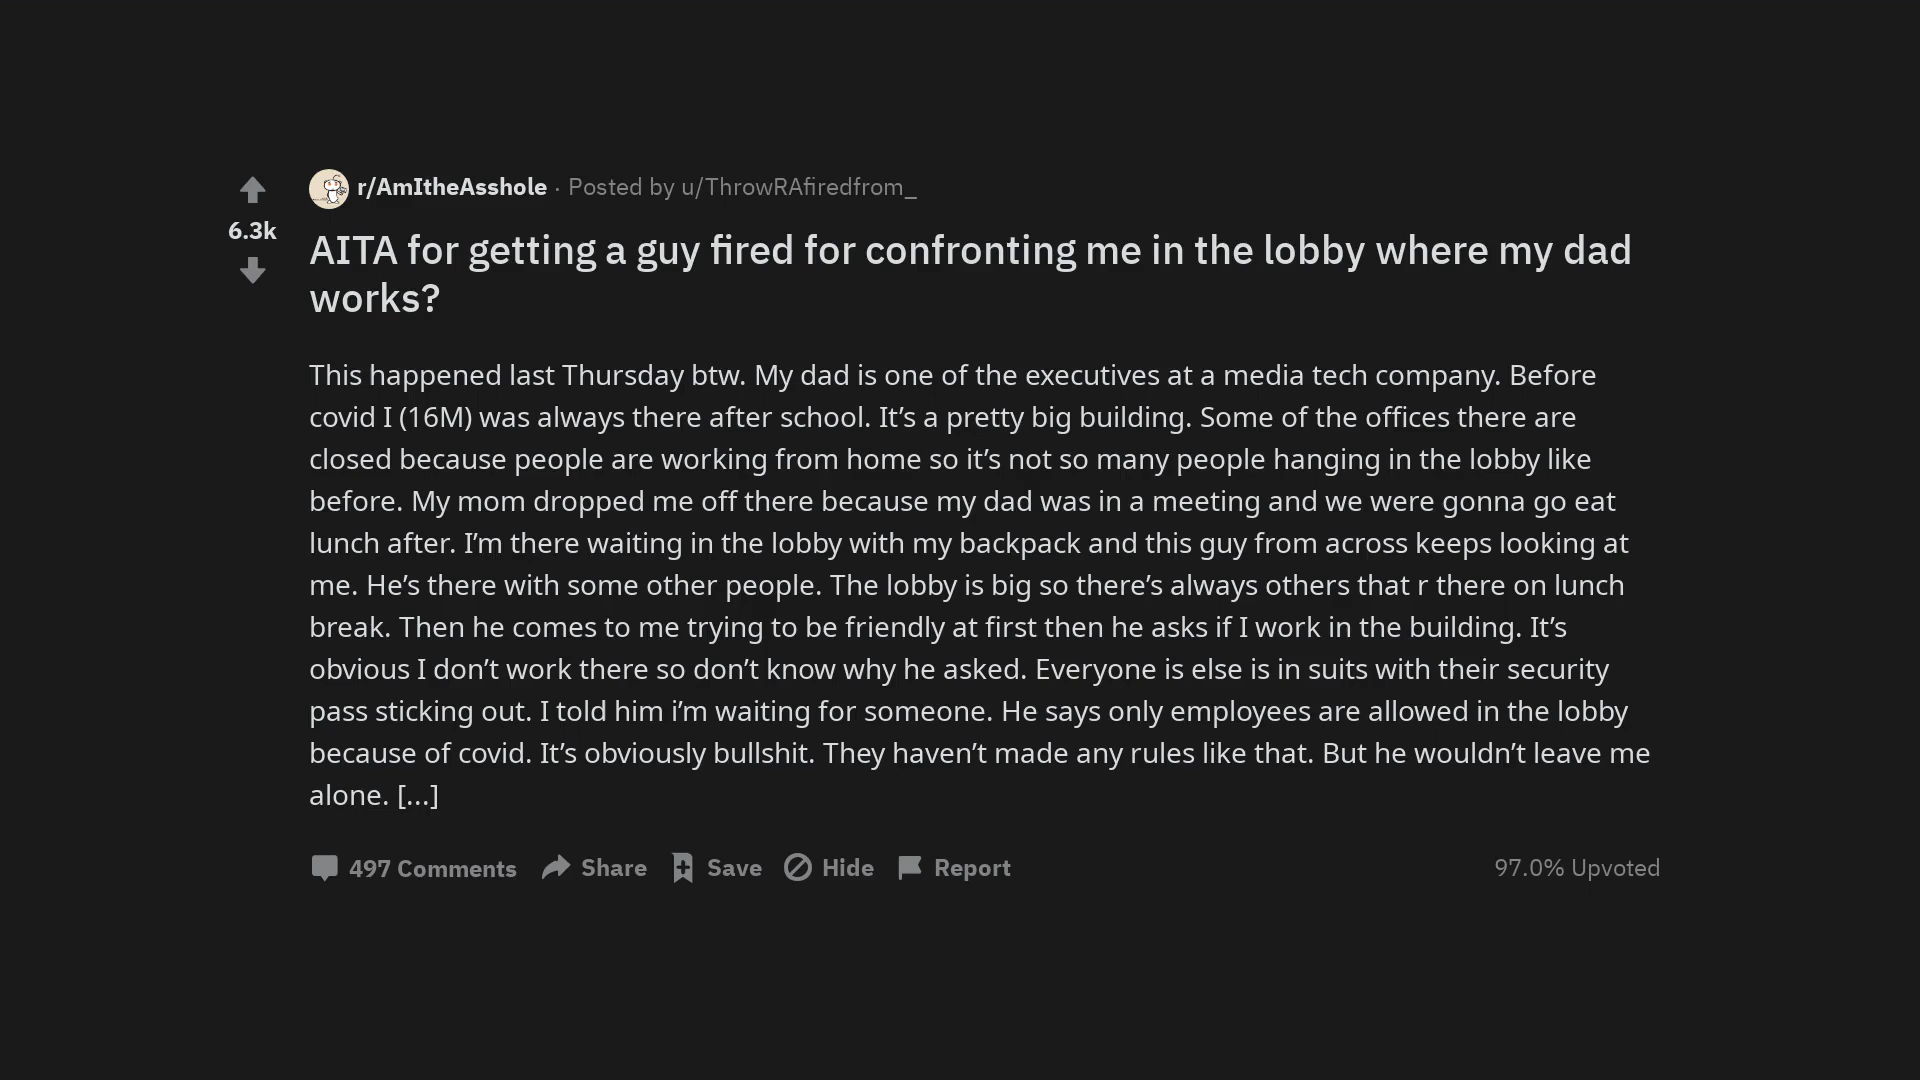 r/AmItheAsshole · Posted by u/ThrowRAfiredfrom_
6.3k
AITA for getting a guy fired for confronting me in the lobby where my dad
works?
This happened last Thursday btw. My dad is one of the executives at a media tech company. Before
covid I (16M) was always there after school. It’s a pretty big building. Some of the offices there are
closed because people are working from home so it’s not so many people hanging in the lobby like
before. My mom dropped me off there because my dad was in a meeting and we were gonna go eat
lunch after. I’m there waiting in the lobby with my backpack and this guy from across keeps looking at
me. He’s there with some other people. The lobby is big so there’s always others that r there on lunch
break. Then he comes to me trying to be friendly at first then he asks if I work in the building. It’s
obvious I don’t work there so don’t know why he asked. Everyone is else is in suits with their security
pass sticking out. I told him i’m waiting for someone. He says only employees are allowed in the lobby
because of covid. It’s obviously bullshit. They haven’t made any rules like that. But he wouldn’t leave me
alone. [...]
497 Comments Share Save Hide Report 97.0% Upvoted